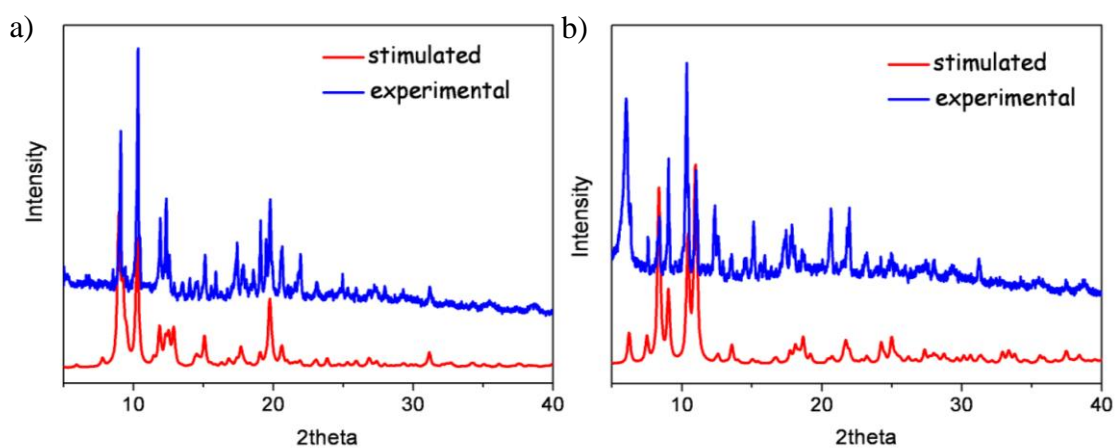 a)
stimulated
experimental
Intensity
10
20
30
40
2theta
b)
stimulated
experimental
Intensity
10
20
30
40
2theta